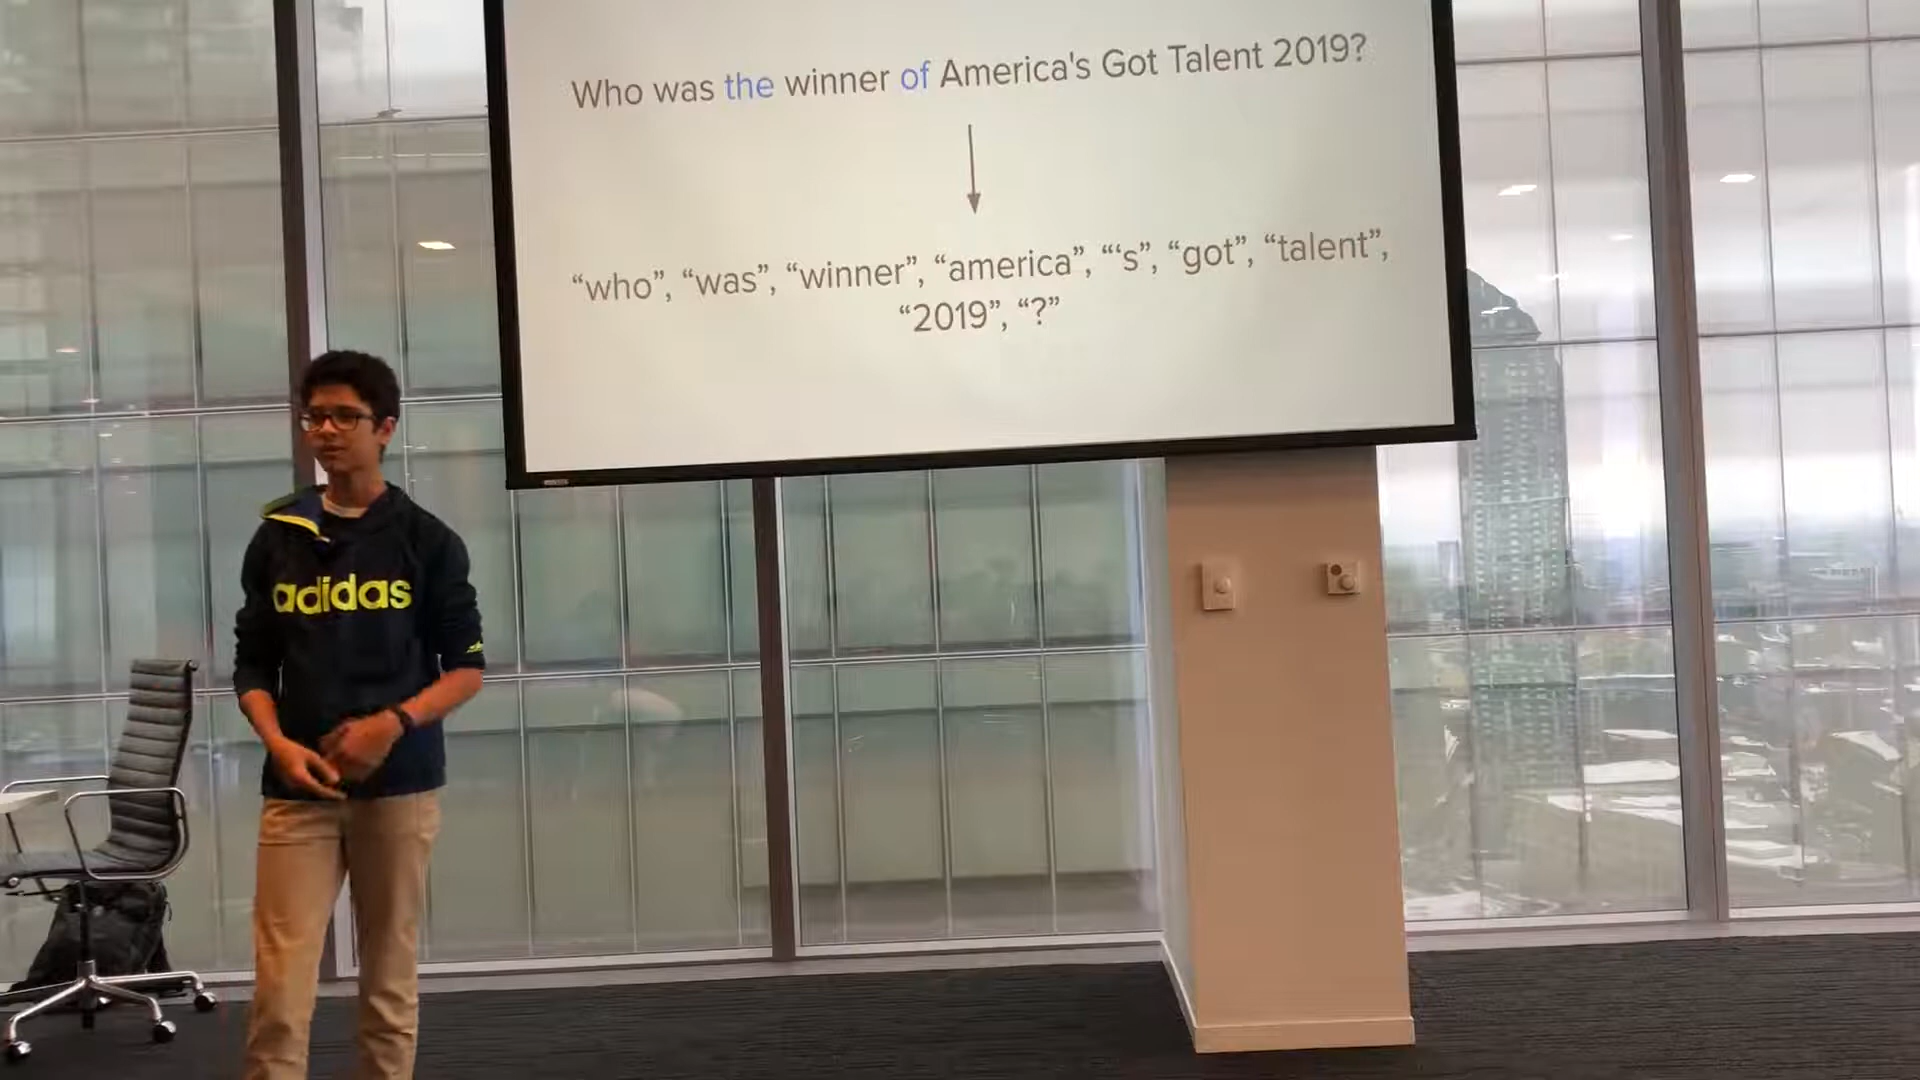 Who was the winner of America's Got Talent 2019?
“who”, “was”, “winner”, “america”, “‘s”, “got”, “talent”,
“2019”, “?”
adidas